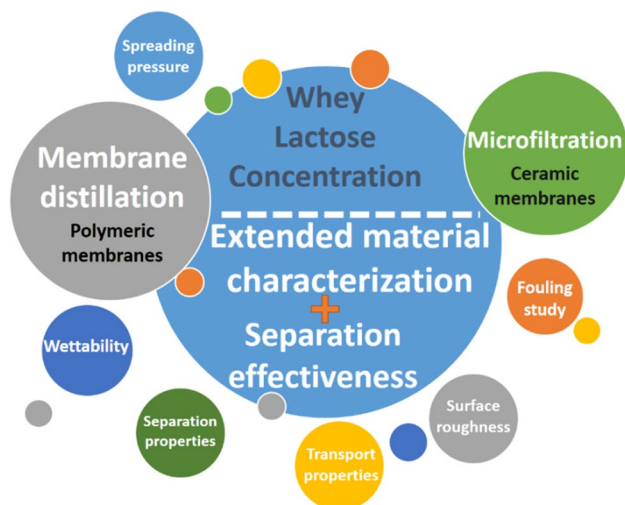 Spreading
pressure
Whey
Lactose
Concentration
Membrane
distillation
Polymeric
membranes
Microfiltration
Ceramic
membranes
Extended material
characterization
+
Separation
effectiveness
Fouling
study
Wettability
Separation
properties
Transport
properties
Surface
roughness